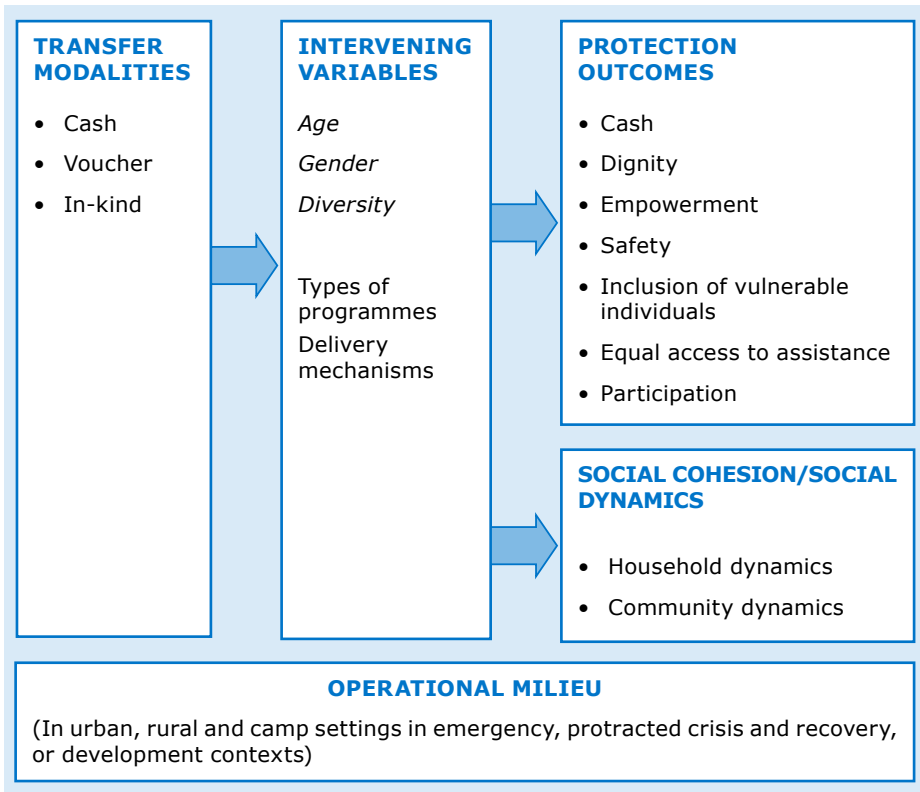 TRANSFER
MODALITIES
• Cash
• Voucher
• In-kind
INTERVENING
VARIABLES
Age
Gender
Diversity
Types of
programmes
Delivery
mechanisms
PROTECTION
OUTCOMES
• Cash
• Dignity
• Empowerment
• Safety
• Inclusion of vulnerable
individuals
• Equal access to assistance
• Participation
SOCIAL COHESION/SOCIAL
DYNAMICS
• Household dynamics
• Community dynamics
OPERATIONAL MILIEU
(In urban, rural and camp settings in emergency, protracted crisis and recovery,
or development contexts)